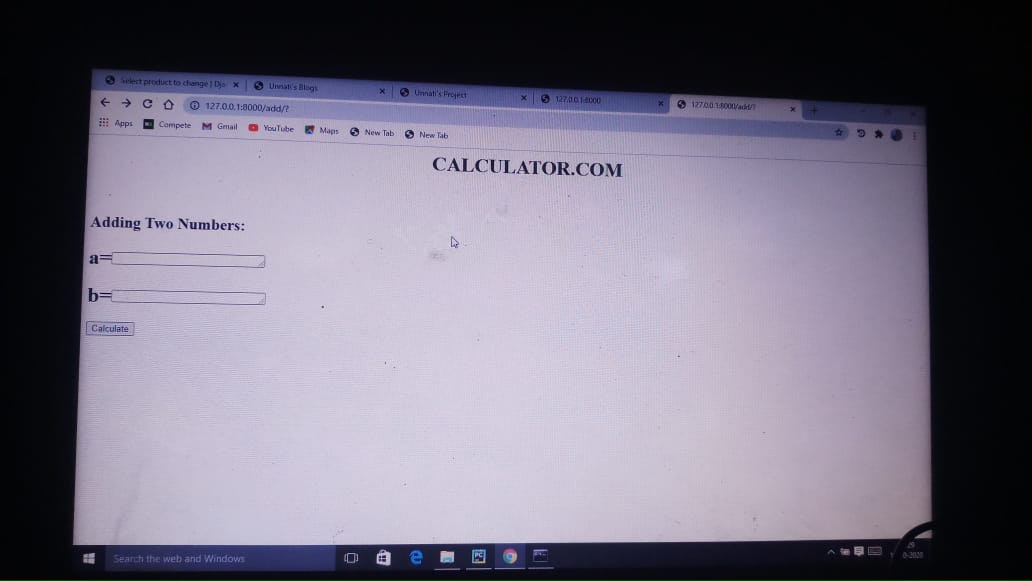 Select product to change | Dja
Unnati's Blogs
Unnati's Project
127.0.0.1:8000
127.0.0.1:8000/add/?
127.0.0.1:8000/add/?
Apps
Compete
Gmail
YouTube
Maps
New Tab
New Tab
CALCULATOR.COM
Adding Two Numbers:
a=
b=
Calculate
Search the web and Windows